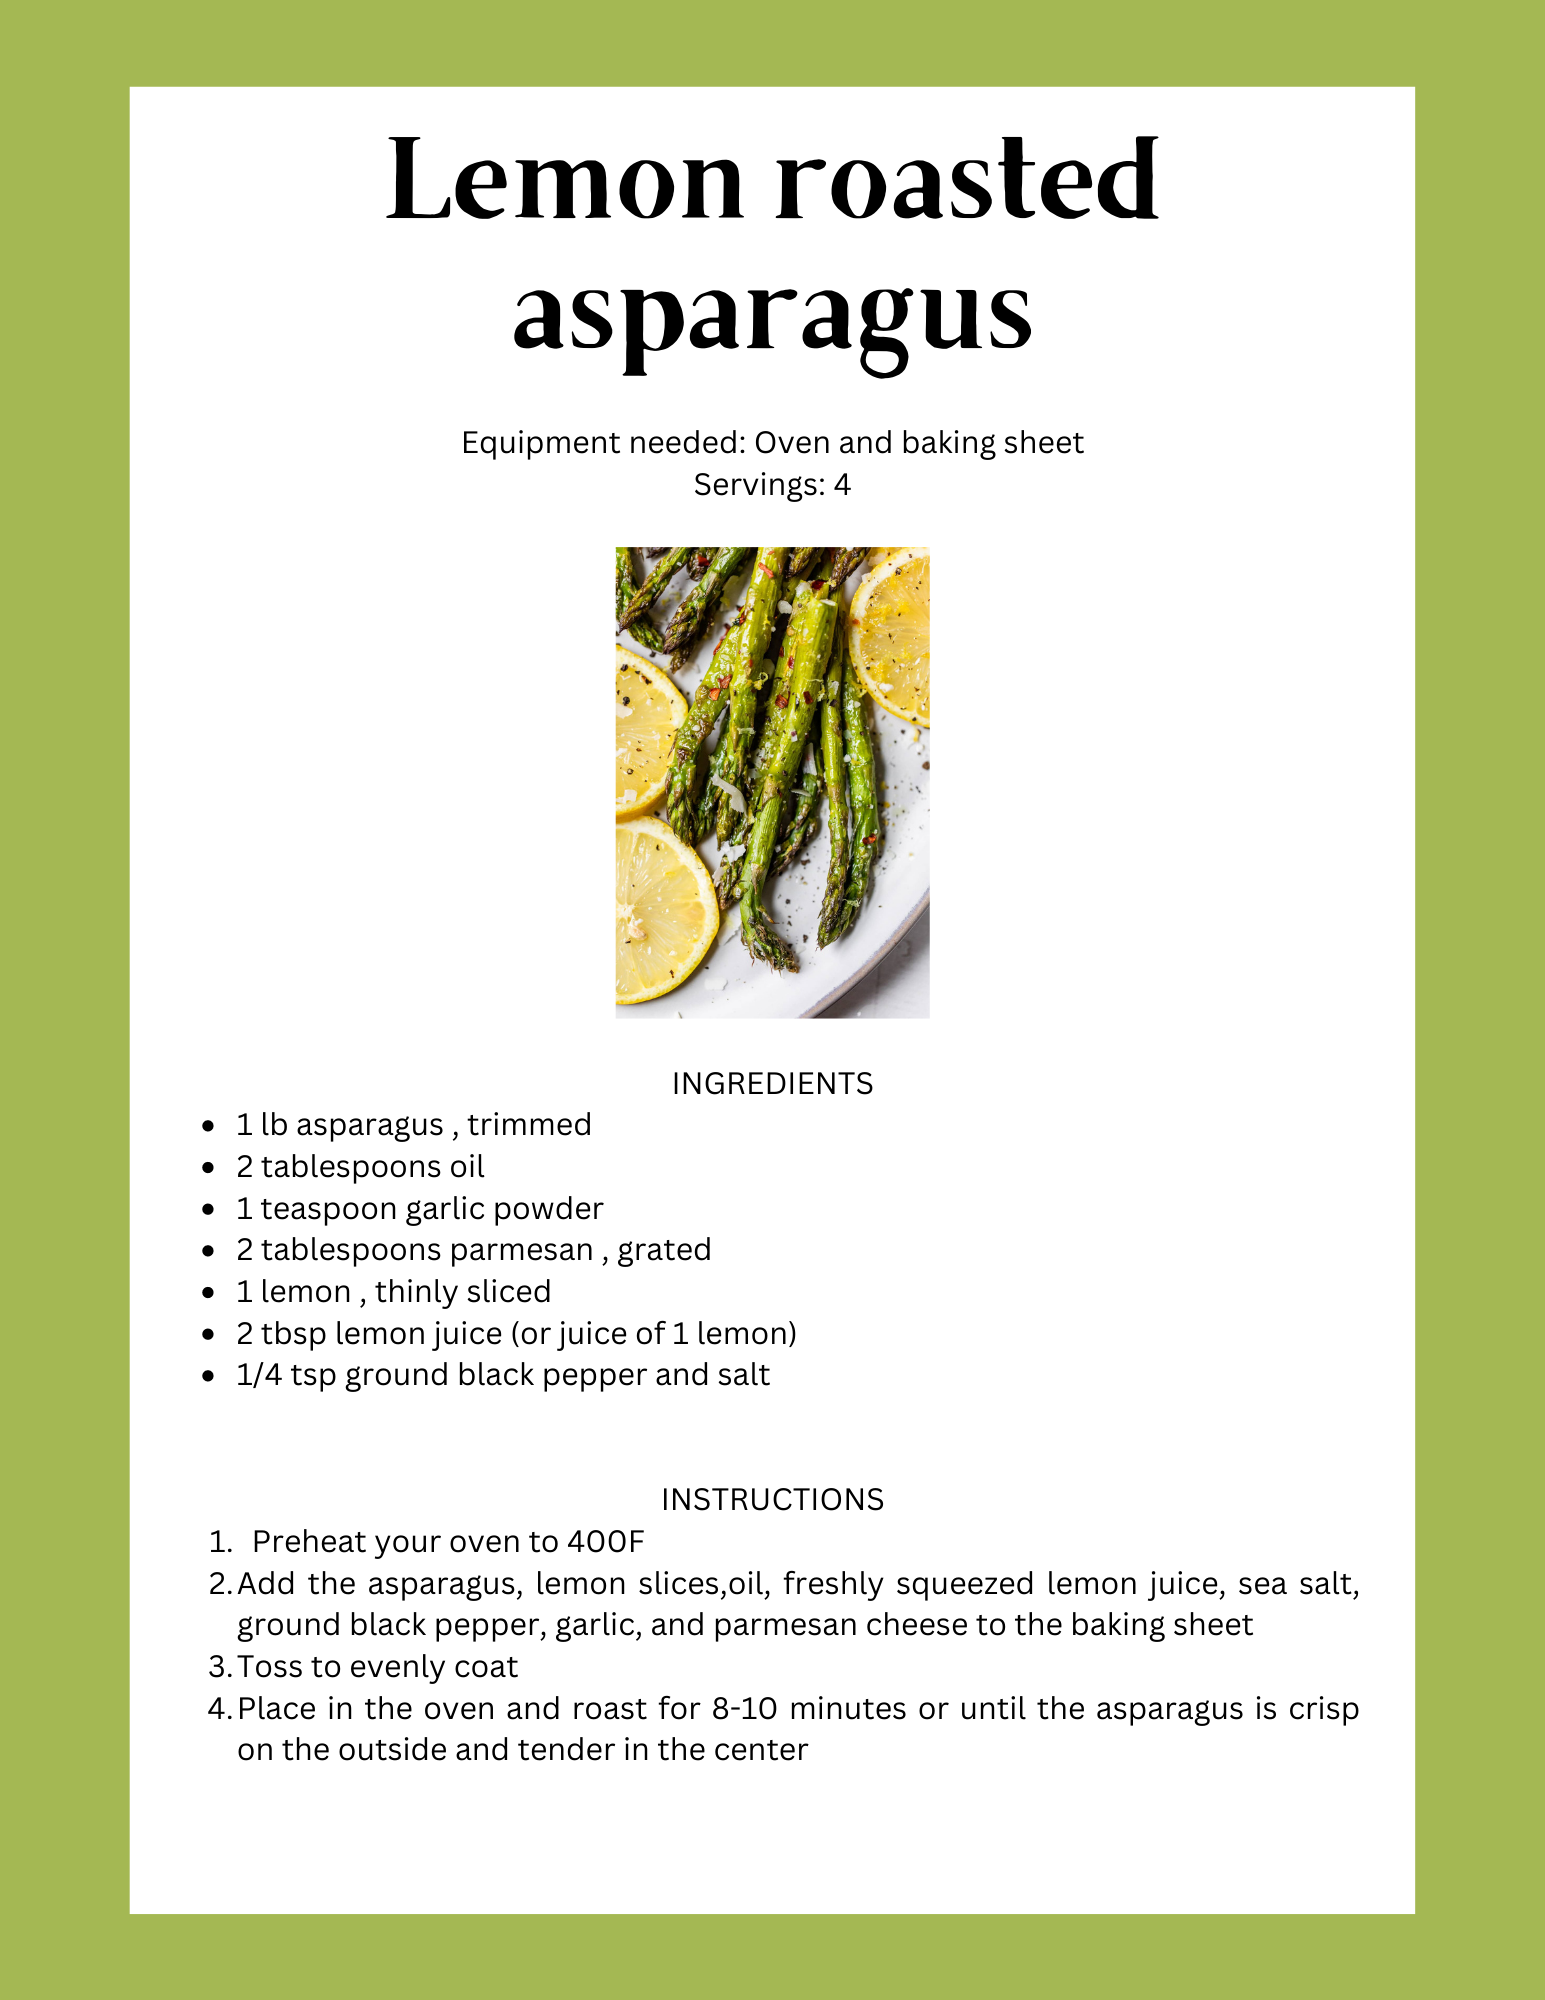 Lemon roasted
asparagus
Equipment needed: Oven and baking sheet
Servings: 4
INGREDIENTS
• 1 lb asparagus , trimmed
• 2 tablespoons oil
• 1 teaspoon garlic powder
• 2 tablespoons parmesan , grated
• 1 lemon , thinly sliced
• 2 tbsp lemon juice (or juice of 1 lemon)
• 1/4 tsp ground black pepper and salt
INSTRUCTIONS
1. Preheat your oven to 400F
2. Add the asparagus, lemon slices,oil, freshly squeezed lemon juice, sea salt,
ground black pepper, garlic, and parmesan cheese to the baking sheet
3. Toss to evenly coat
4. Place in the oven and roast for 8-10 minutes or until the asparagus is crisp
on the outside and tender in the center